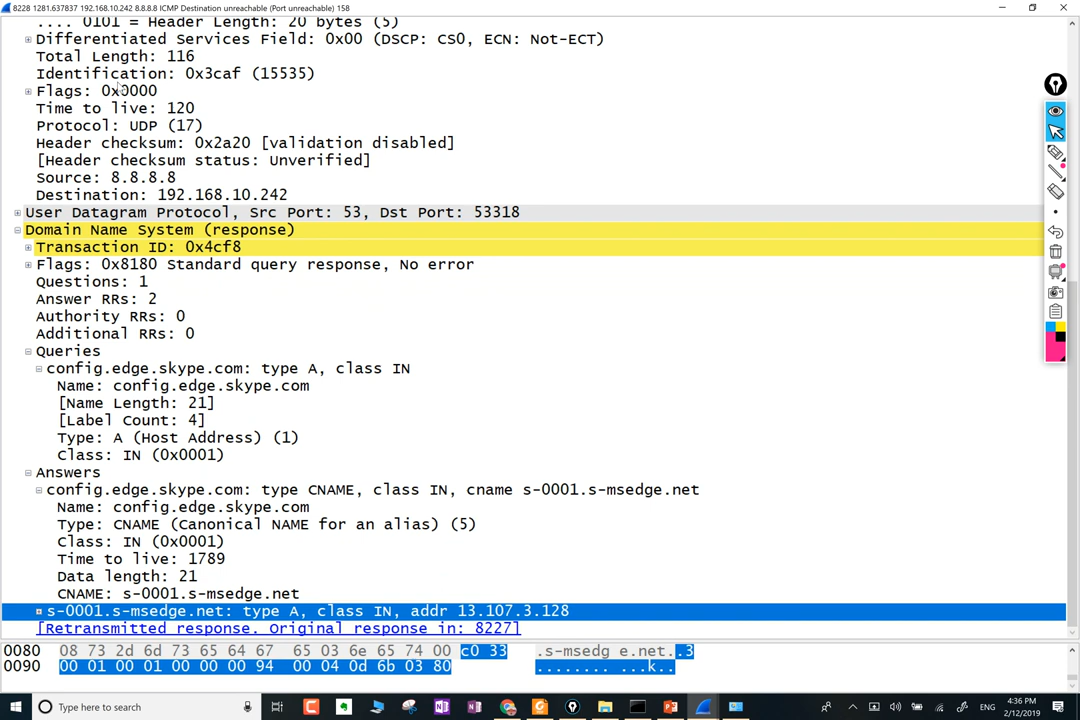 8228 1281.637837 192.168.10.242 8.8.8.8 ICMP Destination unreachable (Port unreachable) 158
.... 0101 = Header Length: 20 bytes (5)
Differentiated Services Field: 0x00 (DSCP: CS0, ECN: Not-ECT)
Total Length: 116
Identification: 0x3caf (15535)
Flags: 0x0000
Time to live: 120
Protocol: UDP (17)
Header checksum: 0x2a20 [validation disabled]
[Header checksum status: Unverified]
Source: 8.8.8.8
Destination: 192.168.10.242
User Datagram Protocol, Src Port: 53, Dst Port: 53318
Domain Name System (response)
Transaction ID: 0x4cf8
Flags: 0x8180 Standard query response, No error
Questions: 1
Answer RRs: 2
Authority RRs: 0
Additional RRs: 0
Queries
config.edge.skype.com: type A, class IN
Name: config.edge.skype.com
[Name Length: 21]
[Label Count: 4]
Type: A (Host Address) (1)
Class: IN (0x0001)
Answers
config.edge.skype.com: type CNAME, class IN, cname s-0001.s-msedge.net
Name: config.edge.skype.com
Type: CNAME (Canonical NAME for an alias) (5)
Class: IN (0x0001)
Time to live: 1789
Data length: 21
CNAME: s-0001.s-msedge.net
s-0001.s-msedge.net: type A, class IN, addr 13.107.3.128
[Retransmitted response. Original response in: 8227]
0080 08 73 2d 6d 73 65 64 67 65 03 6e 65 74 00 c0 33 .s-msedg e.net..3
0090 00 01 00 01 00 00 00 94 00 04 0d 6b 03 80 ........ ...k..
Type here to search
ENG
4:36 PM
2/12/2019